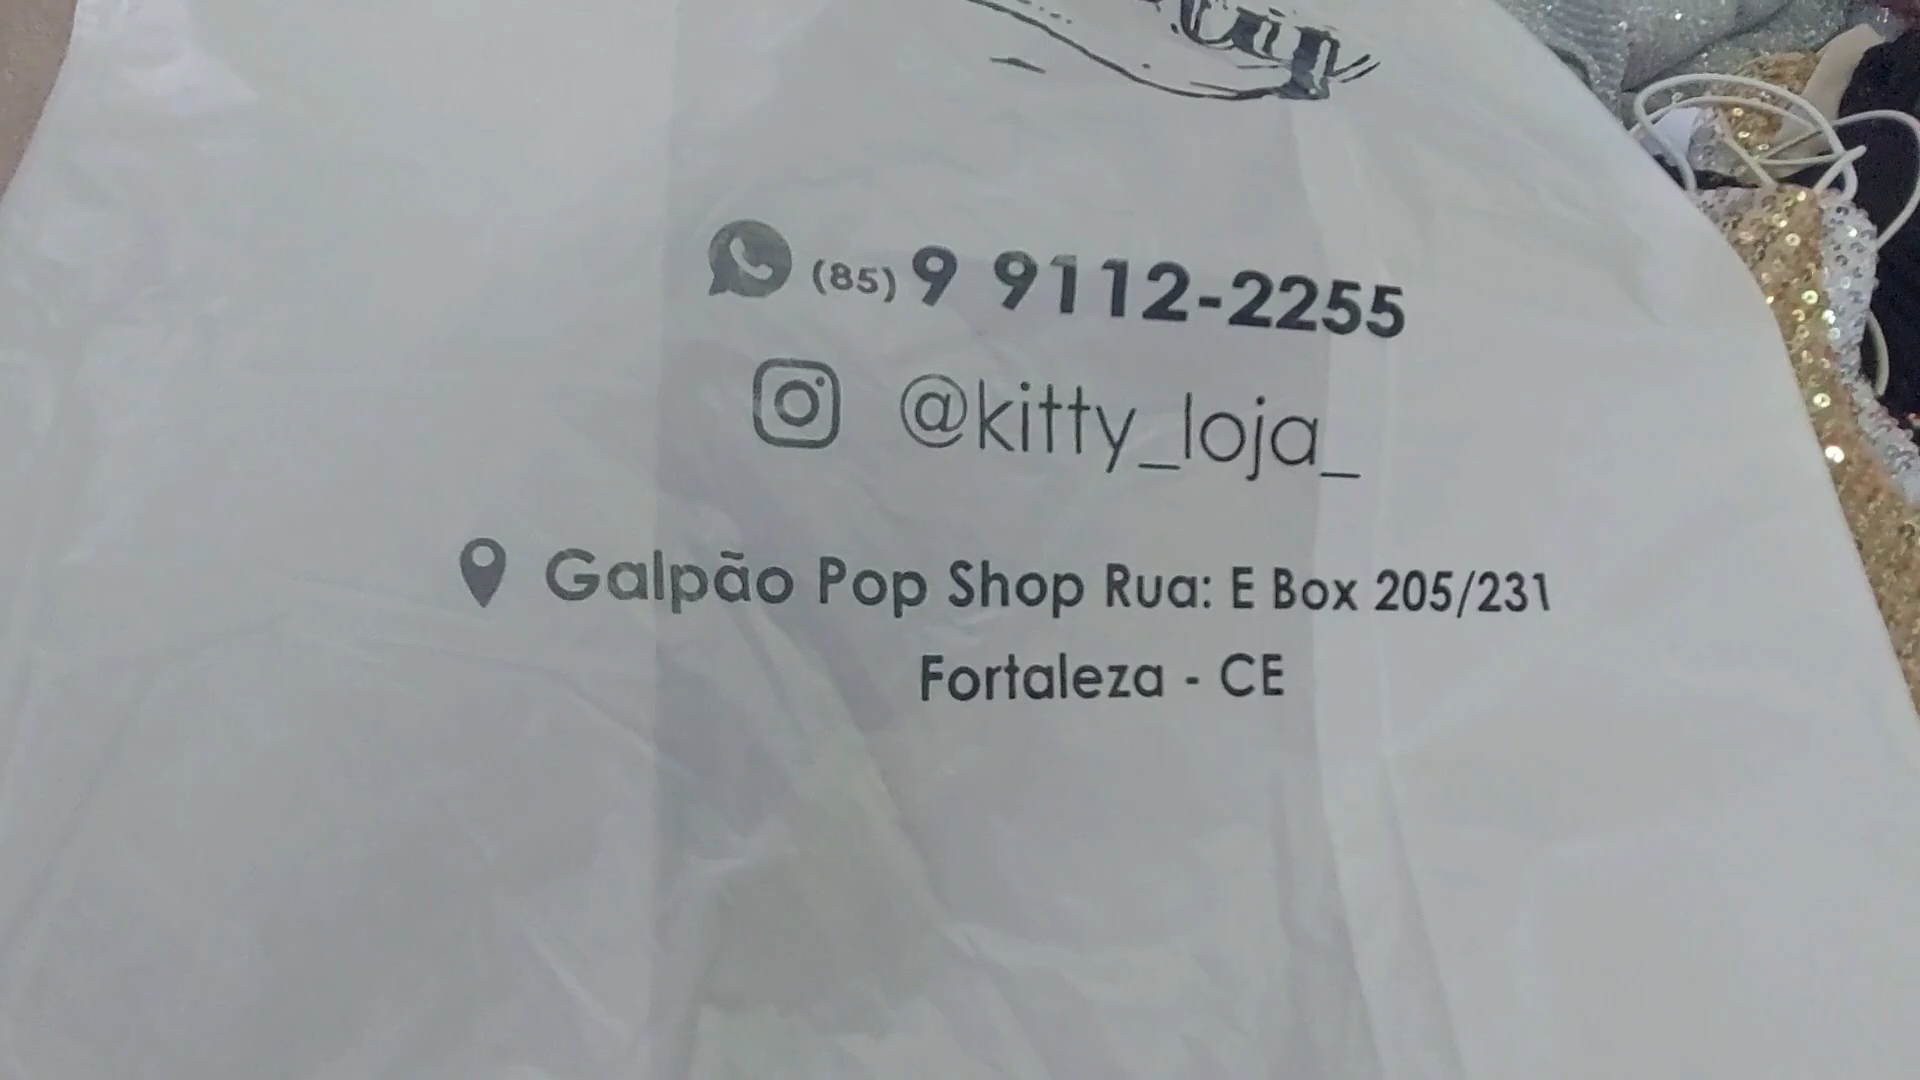 (85) 9 9112-2255
@kitty_loja_
Galpão Pop Shop Rua: E Box 205/231
Fortaleza - CE